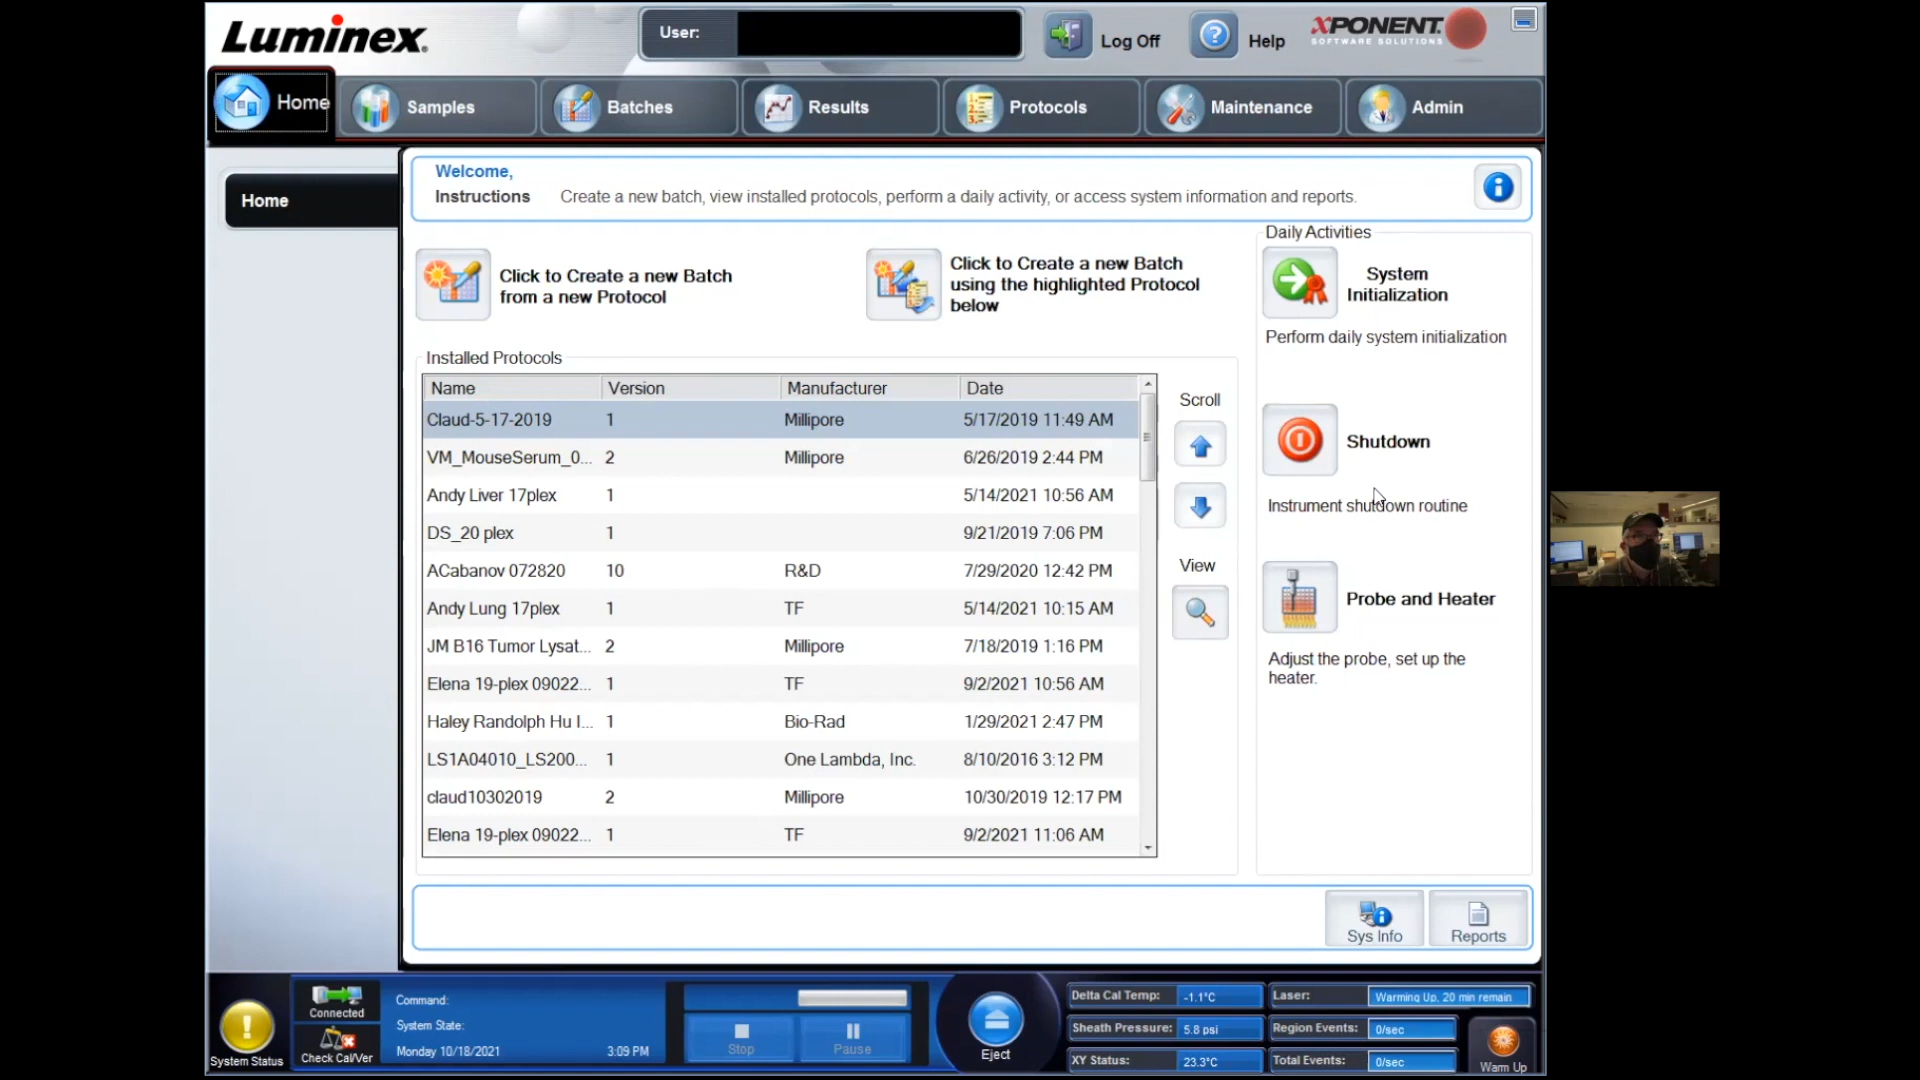 Luminex
User:
Log Off
Help
XPONENT
SOFTWARE SOLUTIONS
Home
Samples
Batches
Results
Protocols
Maintenance
Admin
Home
Welcome,
Instructions Create a new batch, view installed protocols, perform a daily activity, or access system information and reports.
Click to Create a new Batch
from a new Protocol
Click to Create a new Batch
using the highlighted Protocol
below
Installed Protocols
Name Version Manufacturer Date
Claud-5-17-2019 1 Millipore 5/17/2019 11:49 AM
VM_MouseSerum_0... 2 Millipore 6/26/2019 2:44 PM
Andy Liver 17plex 1 5/14/2021 10:56 AM
DS_20 plex 1 9/21/2019 7:06 PM
ACabanov 072820 10 R&D 7/29/2020 12:42 PM
Andy Lung 17plex 1 TF 5/14/2021 10:15 AM
JM B16 Tumor Lysat... 2 Millipore 7/18/2019 1:16 PM
Elena 19-plex 09022... 1 TF 9/2/2021 10:56 AM
Haley Randolph Hu I... 1 Bio-Rad 1/29/2021 2:47 PM
LS1A04010_LS200... 1 One Lambda, Inc. 8/10/2016 3:12 PM
claud10302019 2 Millipore 10/30/2019 12:17 PM
Elena 19-plex 09022... 1 TF 9/2/2021 11:06 AM
Scroll
View
Daily Activities
System
Initialization
Perform daily system initialization
Shutdown
Instrument shutdown routine
Probe and Heater
Adjust the probe, set up the
heater.
Sys Info
Reports
System Status
Connected
Check Cal/Ver
Command:
System State:
Monday 10/18/2021 3:09 PM
Stop
Pause
Eject
Delta Cal Temp: -1.1°C
Sheath Pressure: 5.8 psi
XY Status: 23.3°C
Laser: Warming Up, 20 min remain
Region Events: 0/sec
Total Events: 0/sec
Warm Up